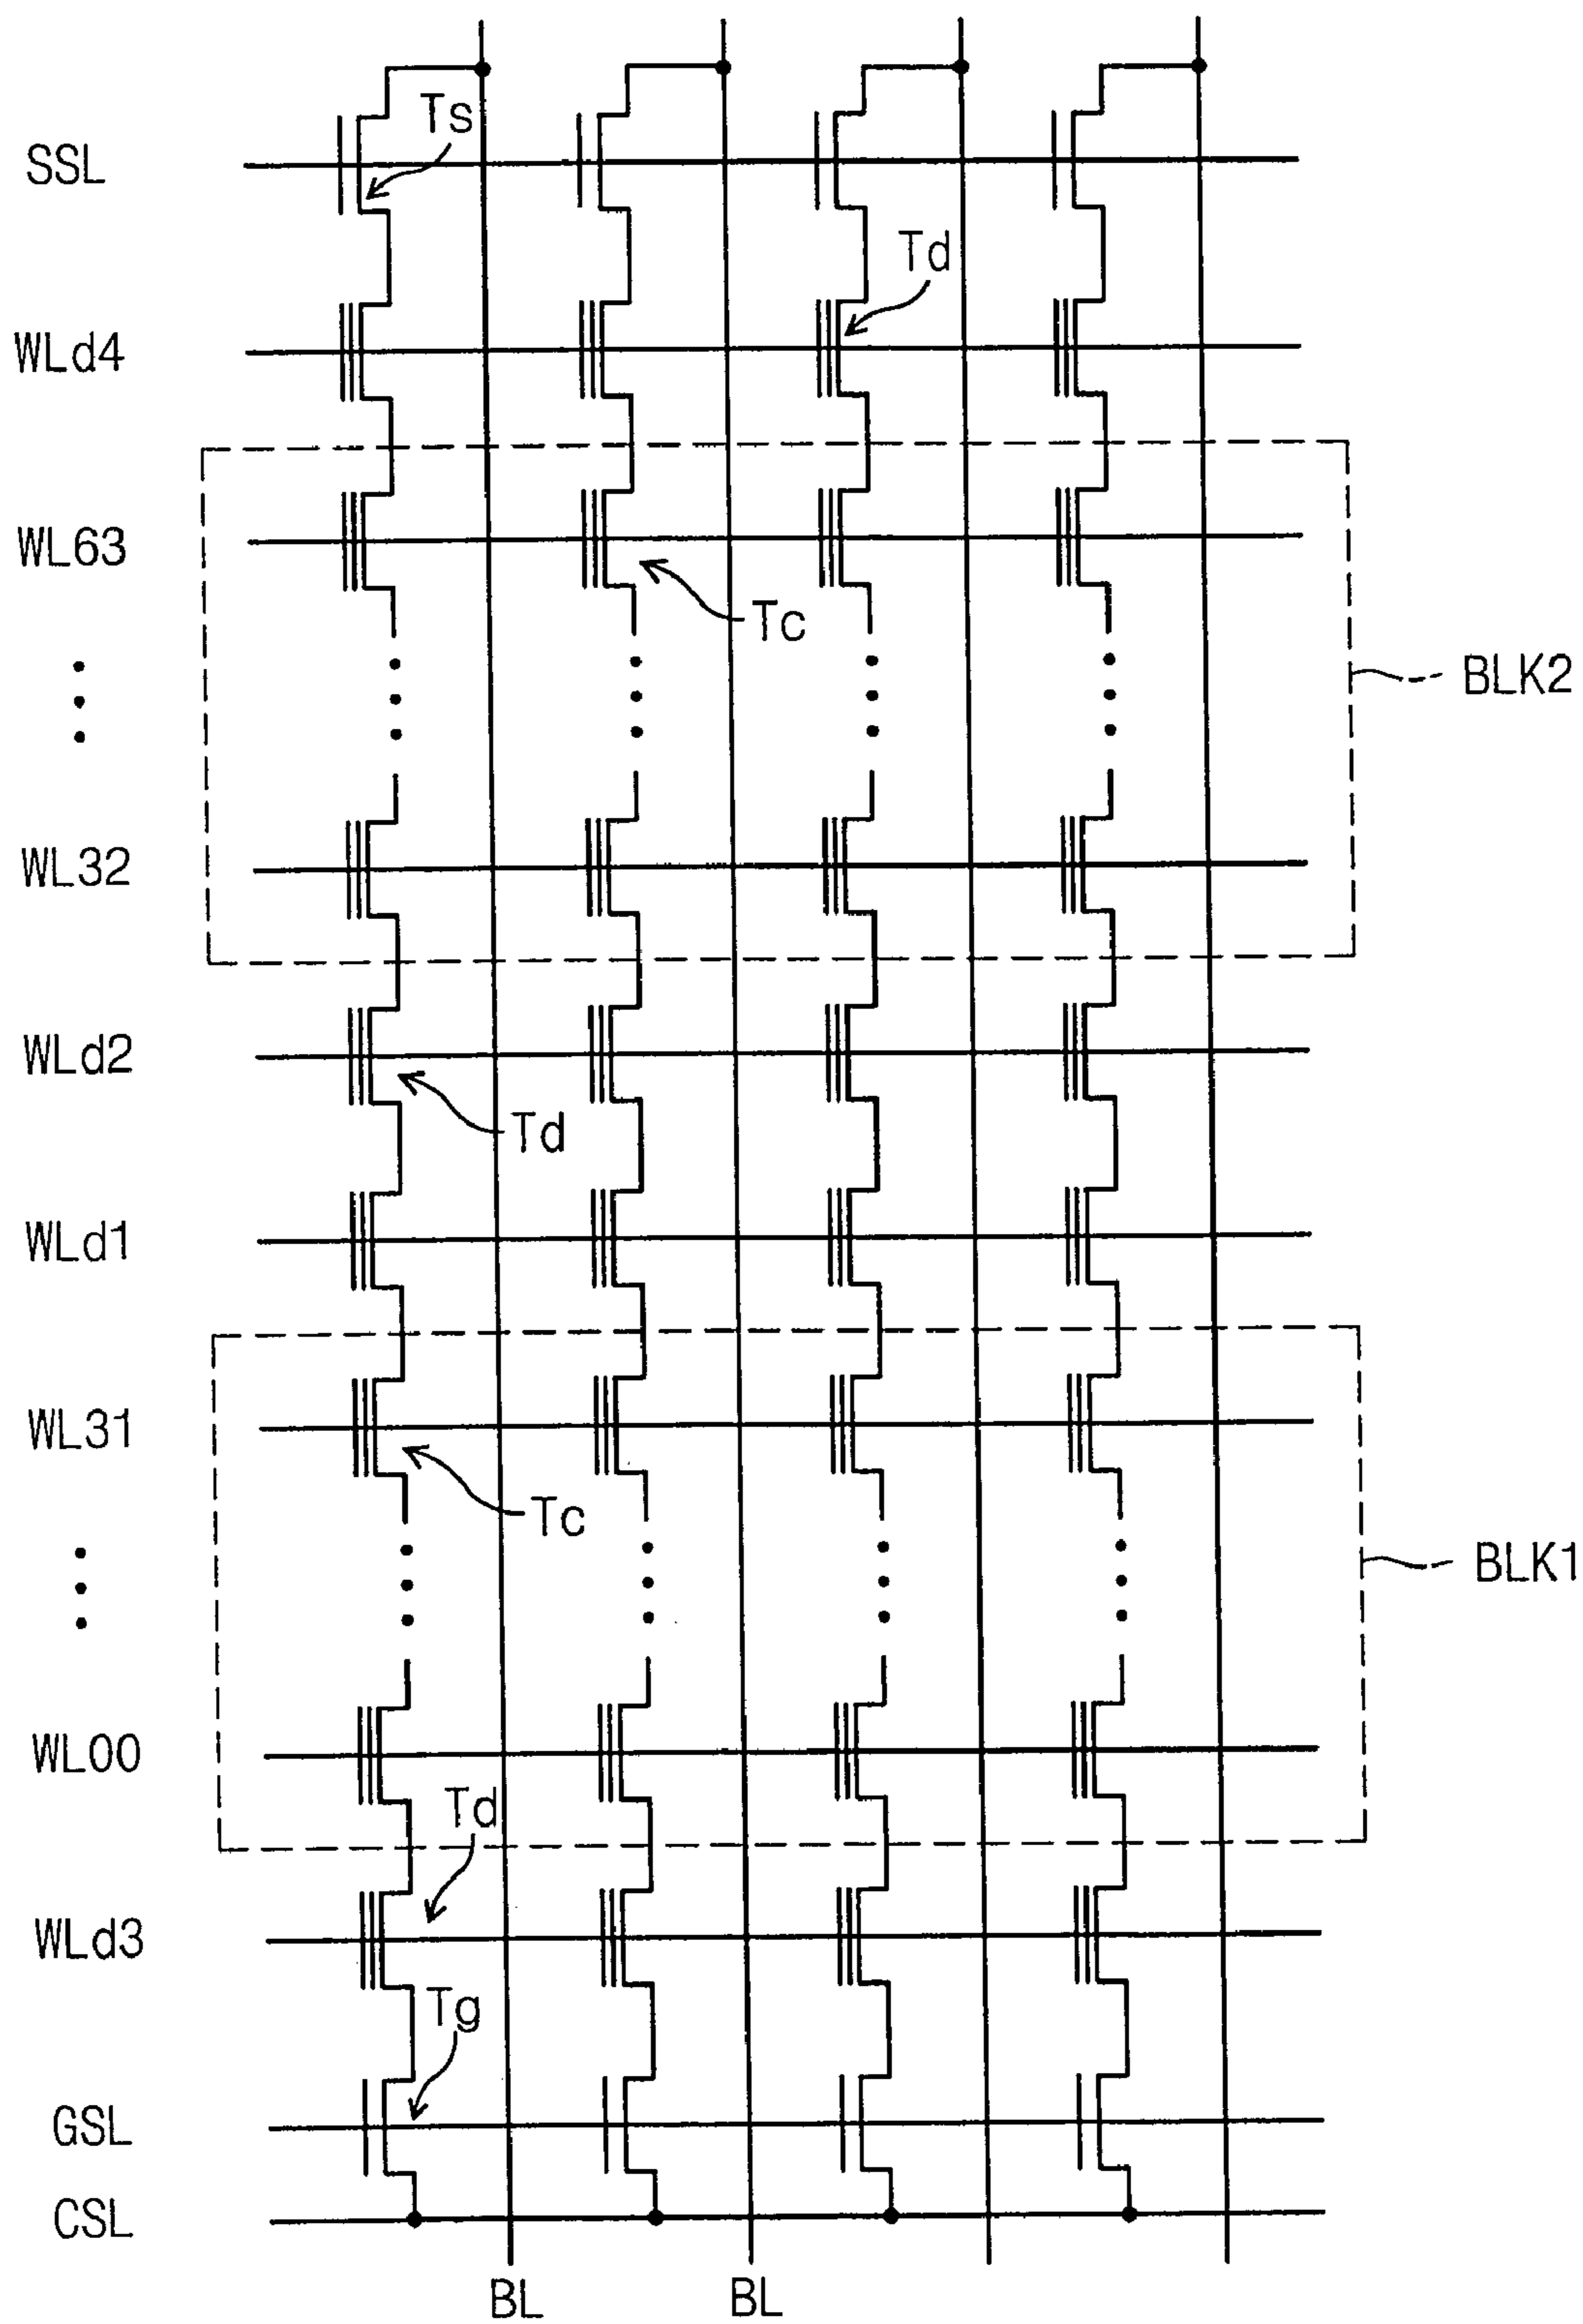 Ts
SSL
Td
WLd4
WL63
Tc
BLK2
WL32
WLd2
Td
WLd1
WL31
Tc
BLK1
WL00
Td
WLd3
Tg
GSL
CSL
BL BL